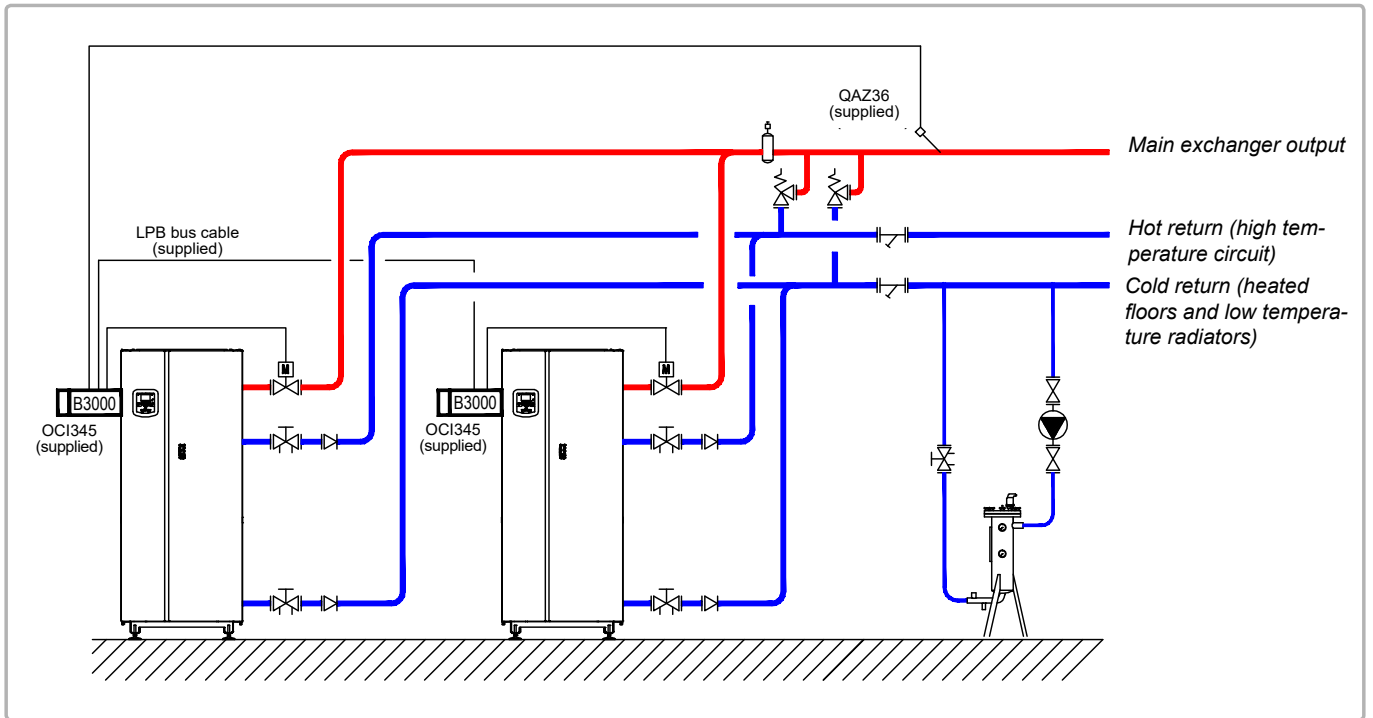 QAZ36
(supplied)
Main exchanger output
LPB bus cable
(supplied)
Hot return (high tem-
perature circuit)
Cold return (heated
floors and low tempera-
ture radiators)
M
M
B3000
B3000
OCI345
(supplied)
OCI345
(supplied)